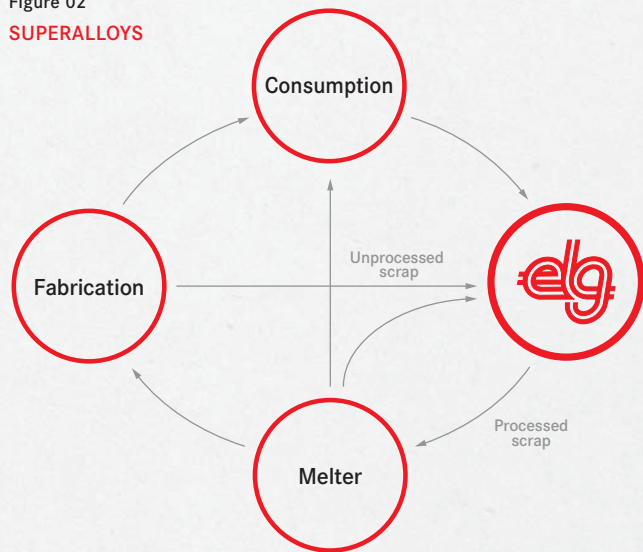 Figure 02
SUPERALLOYS
Consumption
Unprocessed
scrap
Fabrication
elg
Processed
scrap
Melter